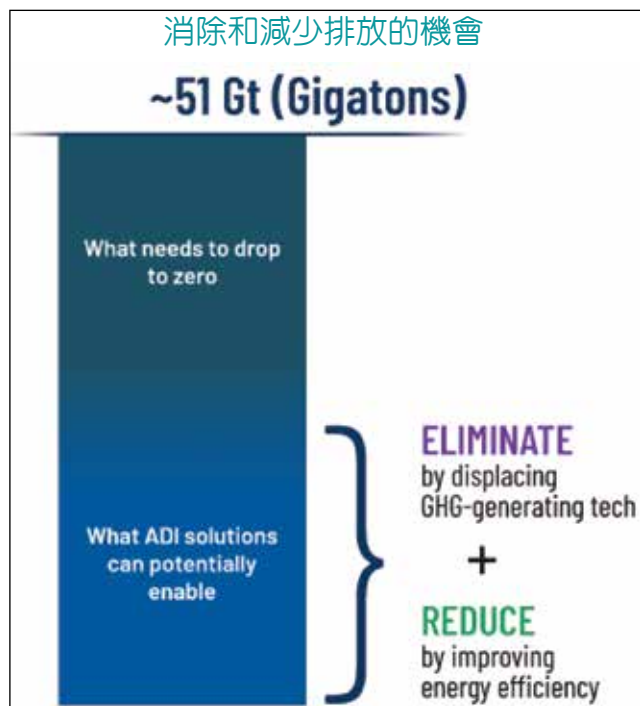 消除和減少排放的機會
~51 Gt (Gigatons)
What needs to drop
to zero
What ADI solutions
can potentially
enable
ELIMINATE
by displacing
GHG-generating tech
+
REDUCE
by improving
energy efficiency